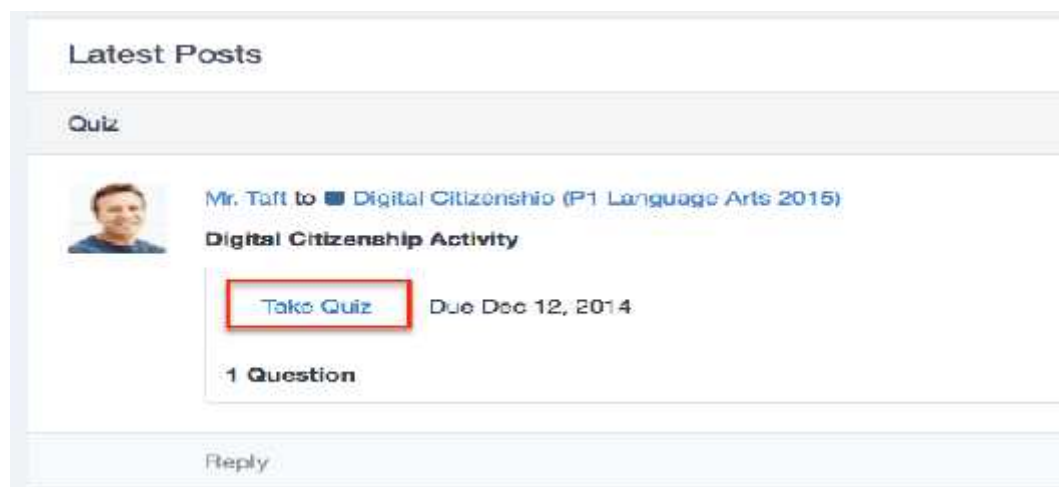 Latest Posts
Quiz
Mr. Taft to Digital Citizenship (P1 Language Arts 2015)
Digital Citizenship Activity
Take Quiz Due Dec 12, 2014
1 Question
Reply